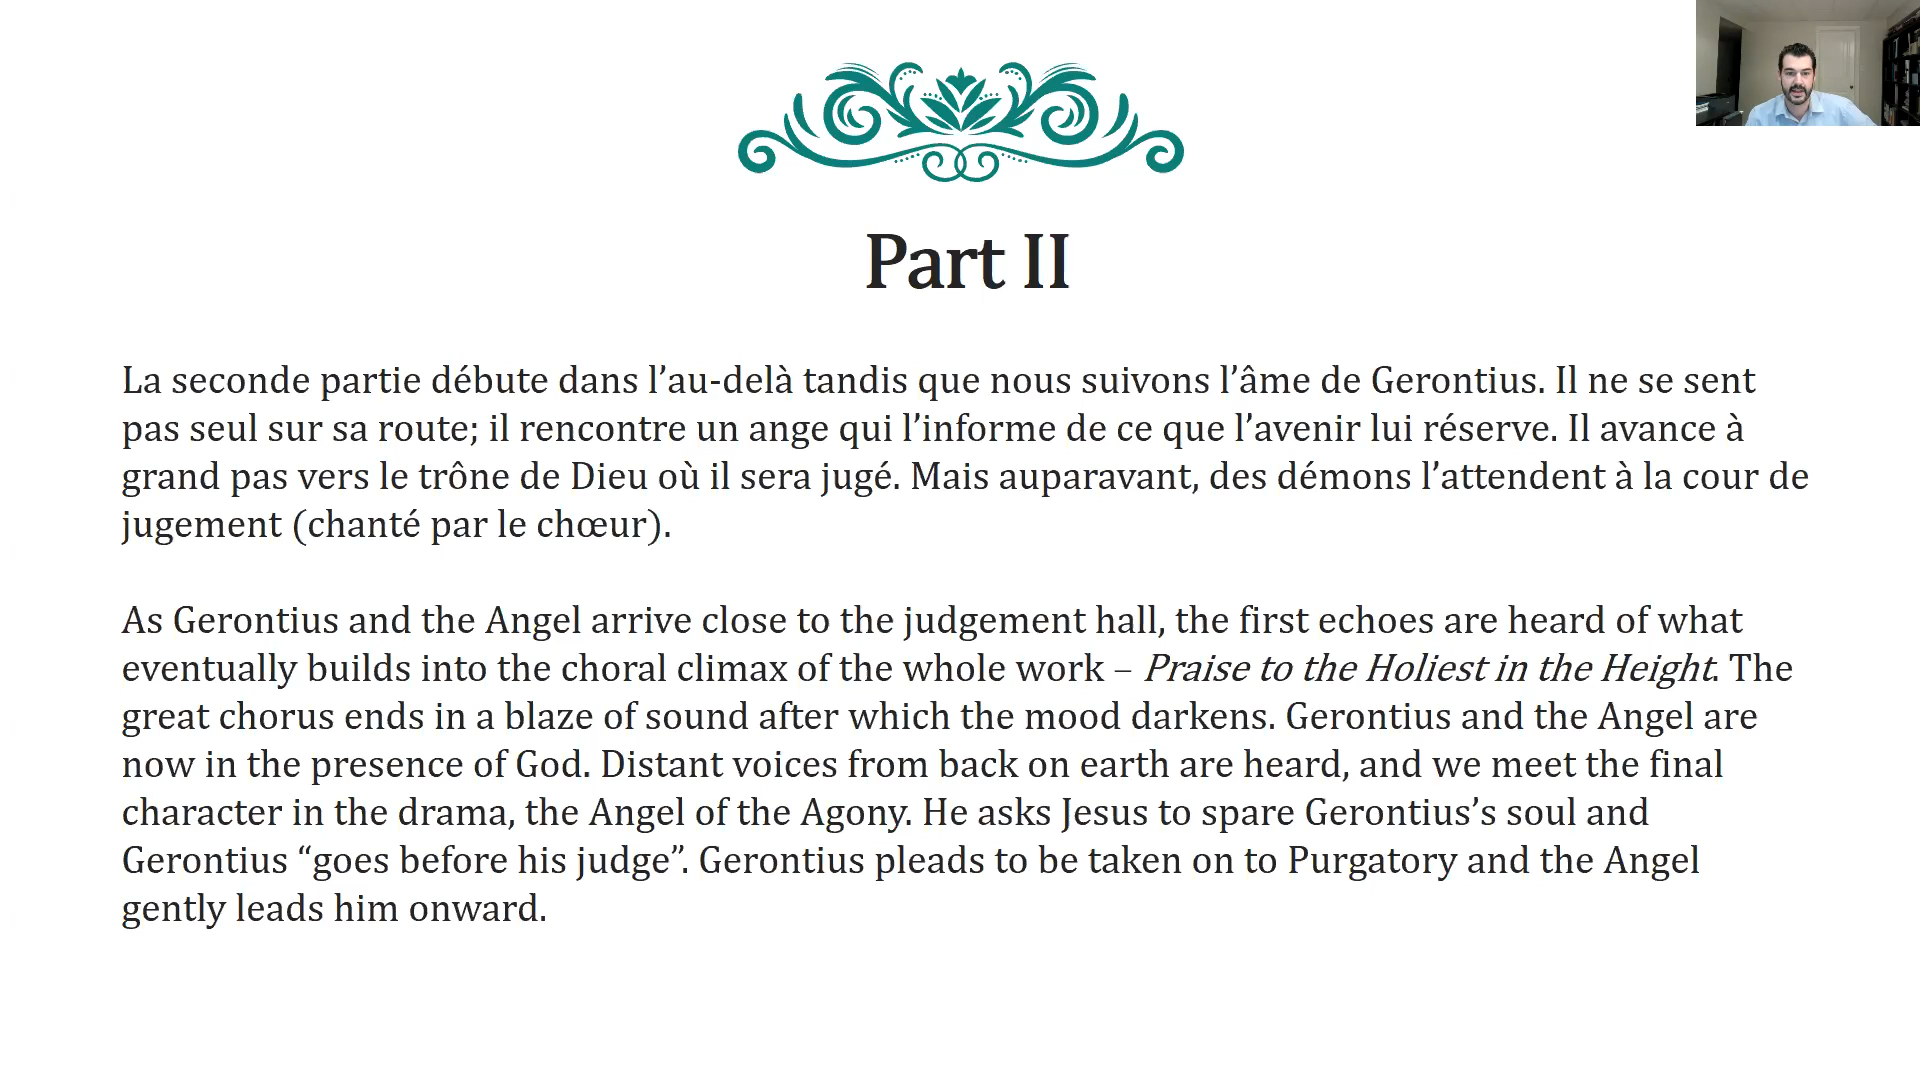 Part II
La seconde partie débute dans l’au-delà tandis que nous suivons l’âme de Gerontius. Il ne se sent
pas seul sur sa route; il rencontre un ange qui l’informe de ce que l’avenir lui réserve. Il avance à
grand pas vers le trône de Dieu où il sera jugé. Mais auparavant, des démons l’attendent à la cour de
jugement (chanté par le chœur).
As Gerontius and the Angel arrive close to the judgement hall, the first echoes are heard of what
eventually builds into the choral climax of the whole work – Praise to the Holiest in the Height. The
great chorus ends in a blaze of sound after which the mood darkens. Gerontius and the Angel are
now in the presence of God. Distant voices from back on earth are heard, and we meet the final
character in the drama, the Angel of the Agony. He asks Jesus to spare Gerontius’s soul and
Gerontius “goes before his judge”. Gerontius pleads to be taken on to Purgatory and the Angel
gently leads him onward.